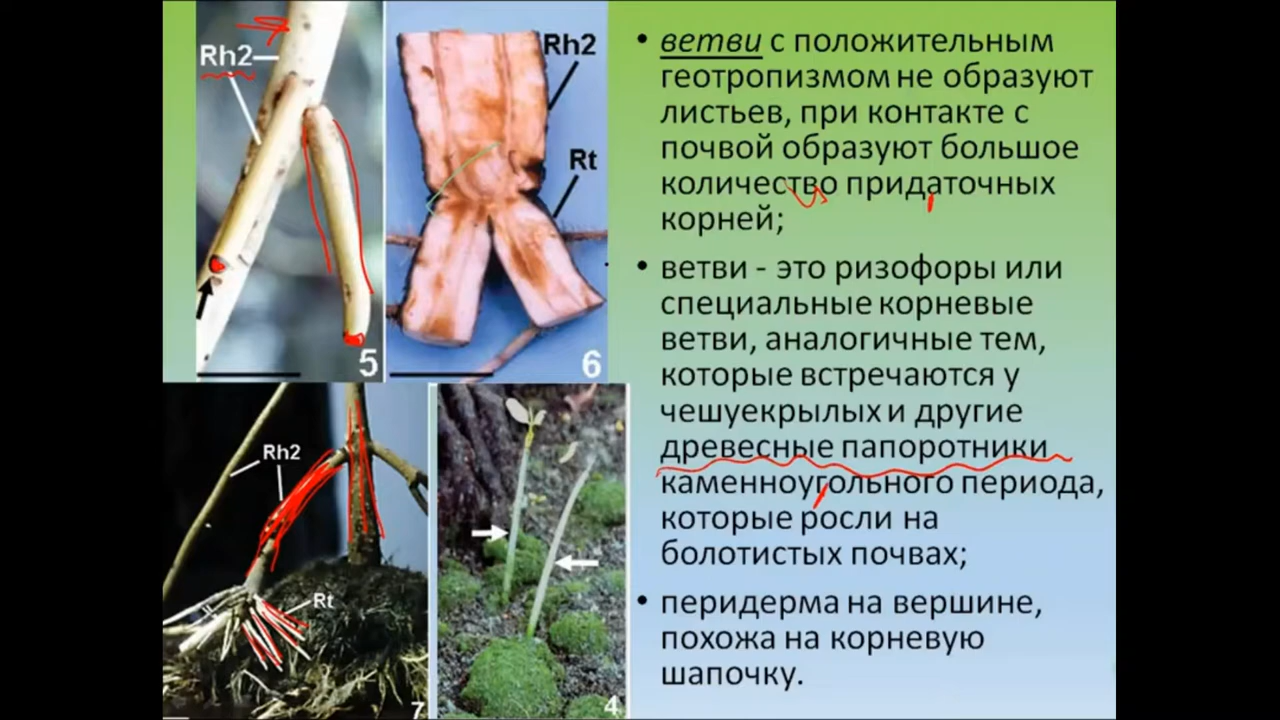 Rh2
5
Rh2
Rt
6
Rh2
Rt
7
4
• ветви с положительным
геотропизмом не образуют
листьев, при контакте с
почвой образуют большое
количество придаточных
корней;
• ветви - это ризофоры или
специальные корневые
ветви, аналогичные тем,
которые встречаются у
чешуекрылых и другие
древесные папоротники
каменноугольного периода,
которые росли на
болотистых почвах;
• перидерма на вершине,
похожа на корневую
шапочку.